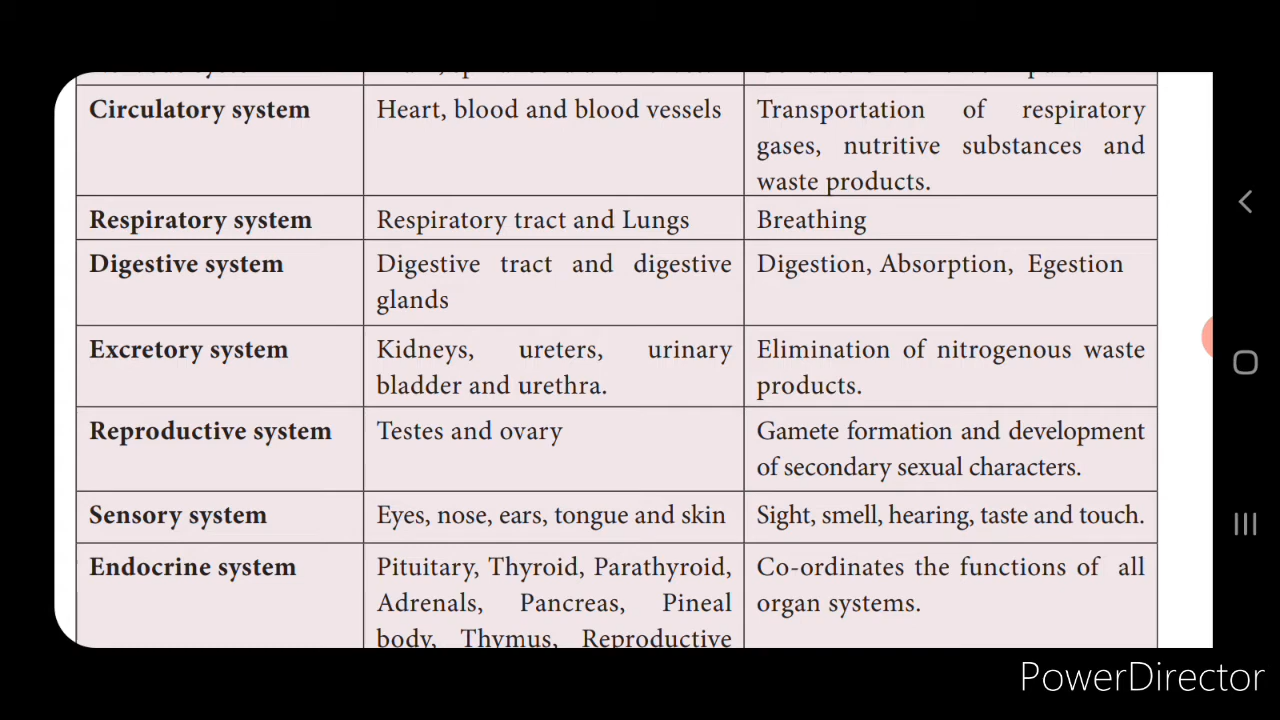 Circulatory system
Heart, blood and blood vessels
Transportation of respiratory
gases, nutritive substances and
waste products.
Respiratory system
Respiratory tract and Lungs
Breathing
Digestive system
Digestive tract and digestive
glands
Digestion, Absorption, Egestion
Excretory system
Kidneys, ureters, urinary
bladder and urethra.
Elimination of nitrogenous waste
products.
Reproductive system
Testes and ovary
Gamete formation and development
of secondary sexual characters.
Sensory system
Eyes, nose, ears, tongue and skin
Sight, smell, hearing, taste and touch.
Endocrine system
Pituitary, Thyroid, Parathyroid,
Adrenals, Pancreas, Pineal
body, Thymus, Reproductive
Co-ordinates the functions of all
organ systems.
PowerDirector